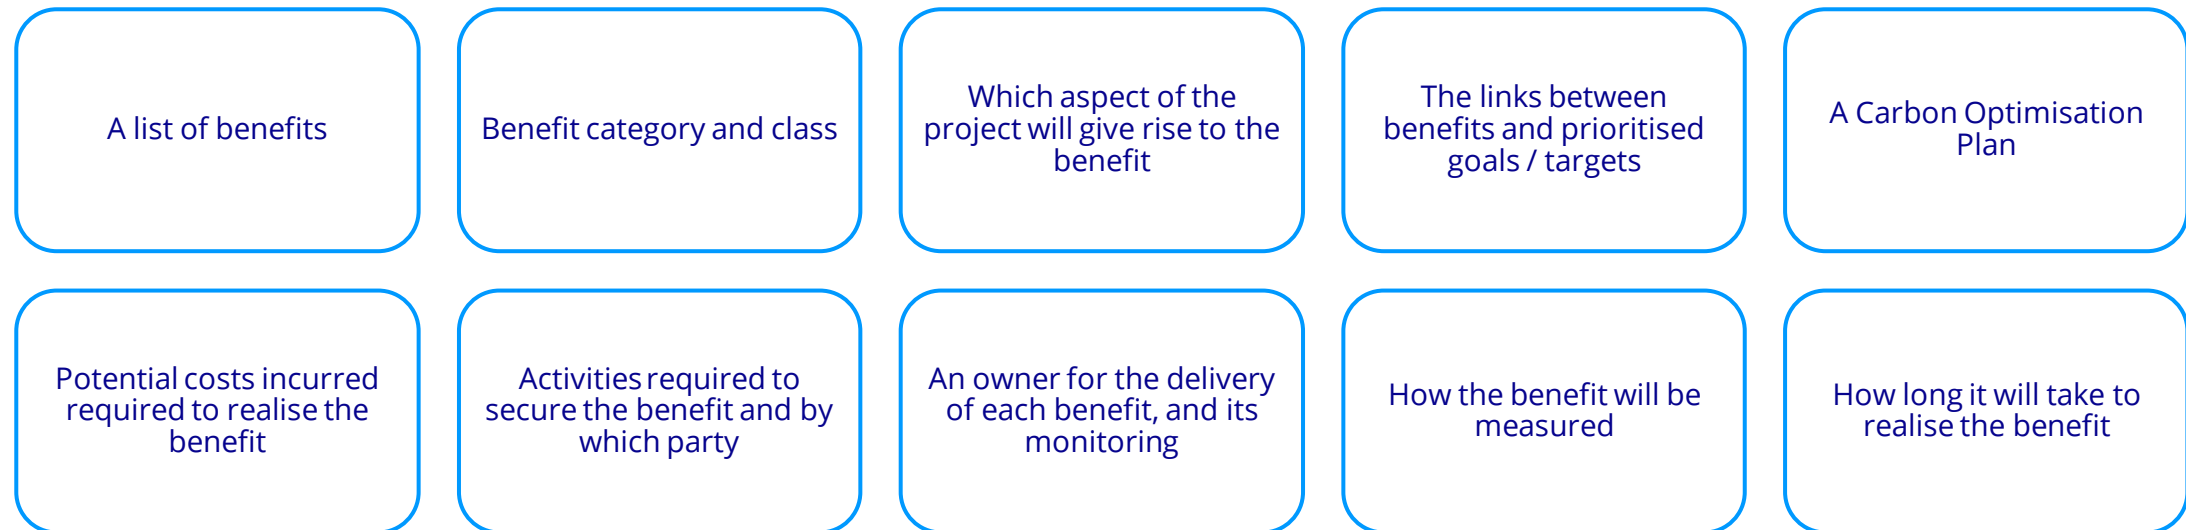 A list of benefits
Benefit category and class
Which aspect of the
project will give rise to the
benefit
The links between
benefits and prioritised
goals / targets
A Carbon Optimisation
Plan
Potential costs incurred
required to realise the
benefit
Activities required to
secure the benefit and by
which party
An owner for the delivery
of each benefit, and its
monitoring
How the benefit will be
measured
How long it will take to
realise the benefit